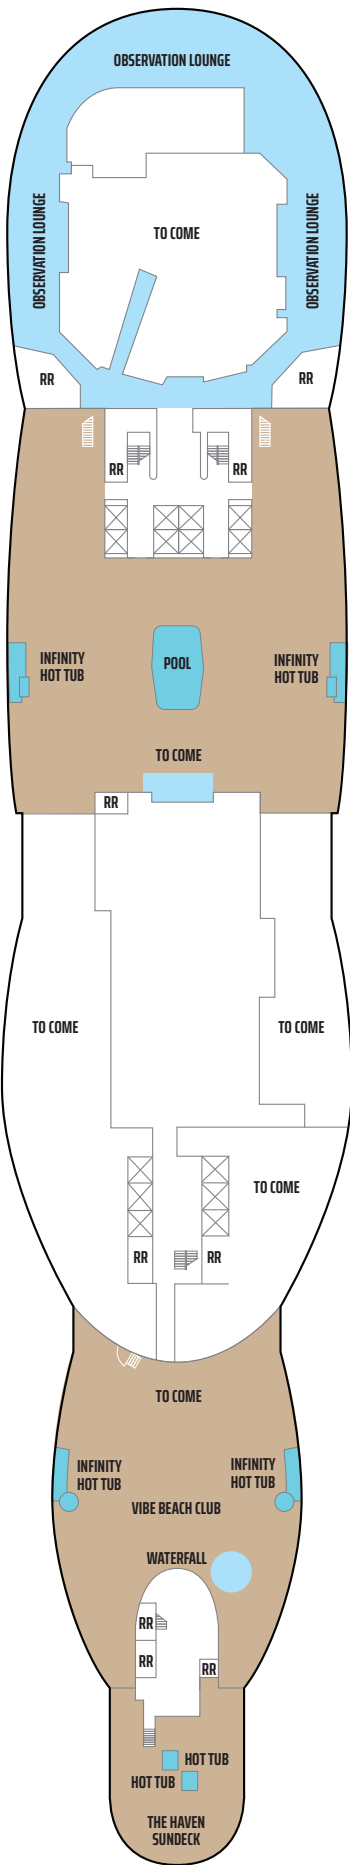 OBSERVATION LOUNGE
OBSERVATION LOUNGE
TO COME
OBSERVATION LOUNGE
RR
RR
RR
RR
INFINITY
HOT TUB
POOL
INFINITY
HOT TUB
TO COME
RR
TO COME
TO COME
TO COME
RR
RR
TO COME
INFINITY
HOT TUB
INFINITY
HOT TUB
VIBE BEACH CLUB
WATERFALL
RR
RR
RR
HOT TUB
HOT TUB
THE HAVEN
SUNDECK